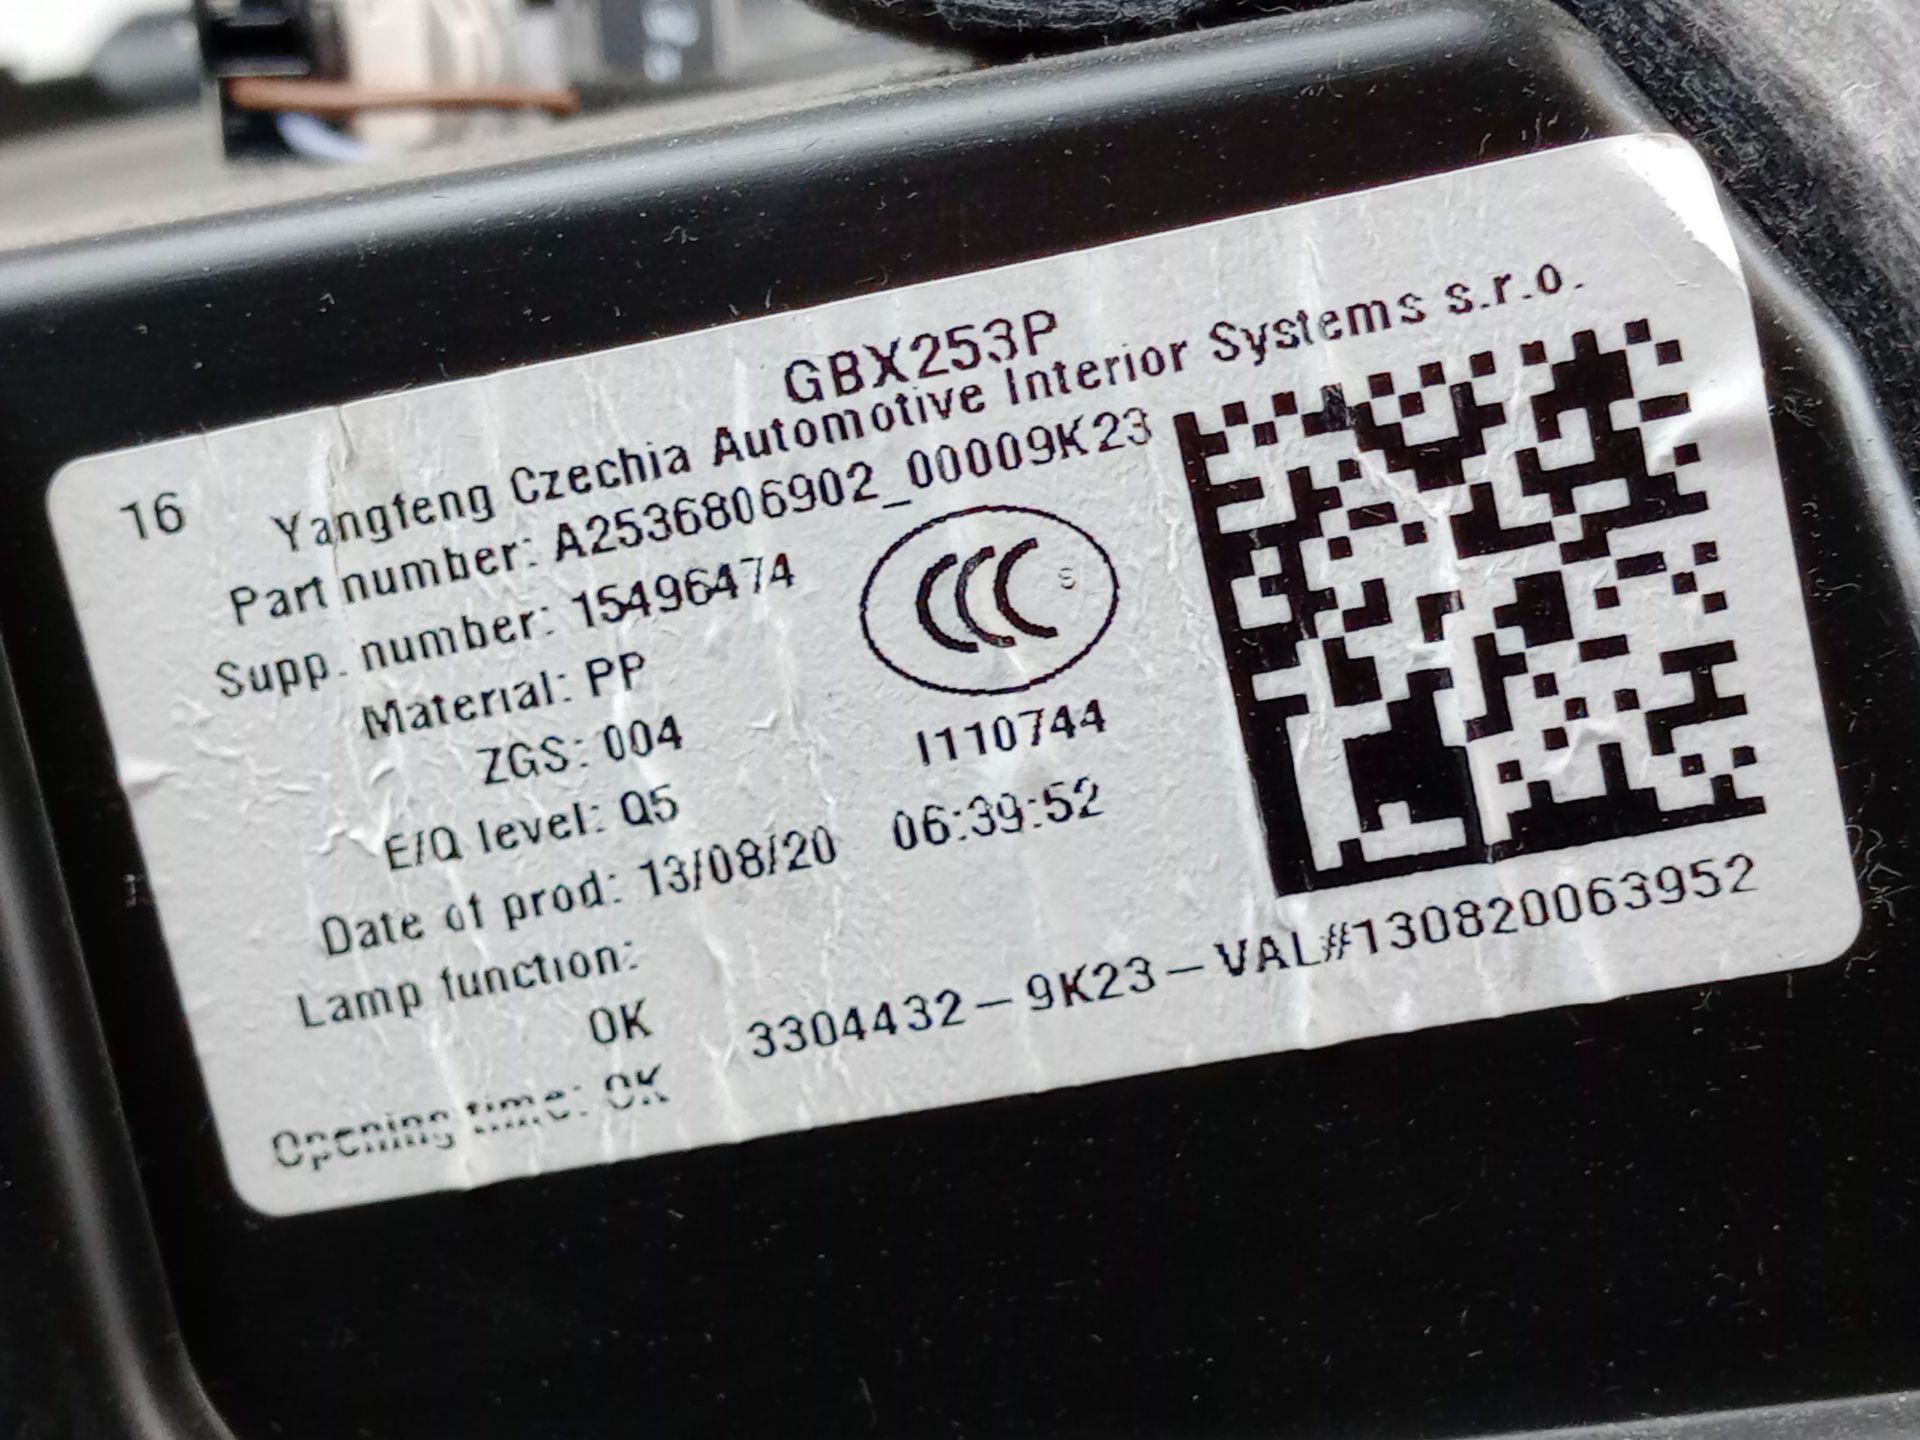 GBX253P
16 Yangfeng Czechia Automotive Interior Systems s.r.o.
Part number: A2536806902_00009K23
Supp. number: 15496474
CCC S
Material: PP
ZGS: 004 I110744
E/Q level: Q5
Date of prod: 13/08/20 06:39:52
Lamp function:
OK 3304432-9K23-VAL#130820063952
Opening time: OK